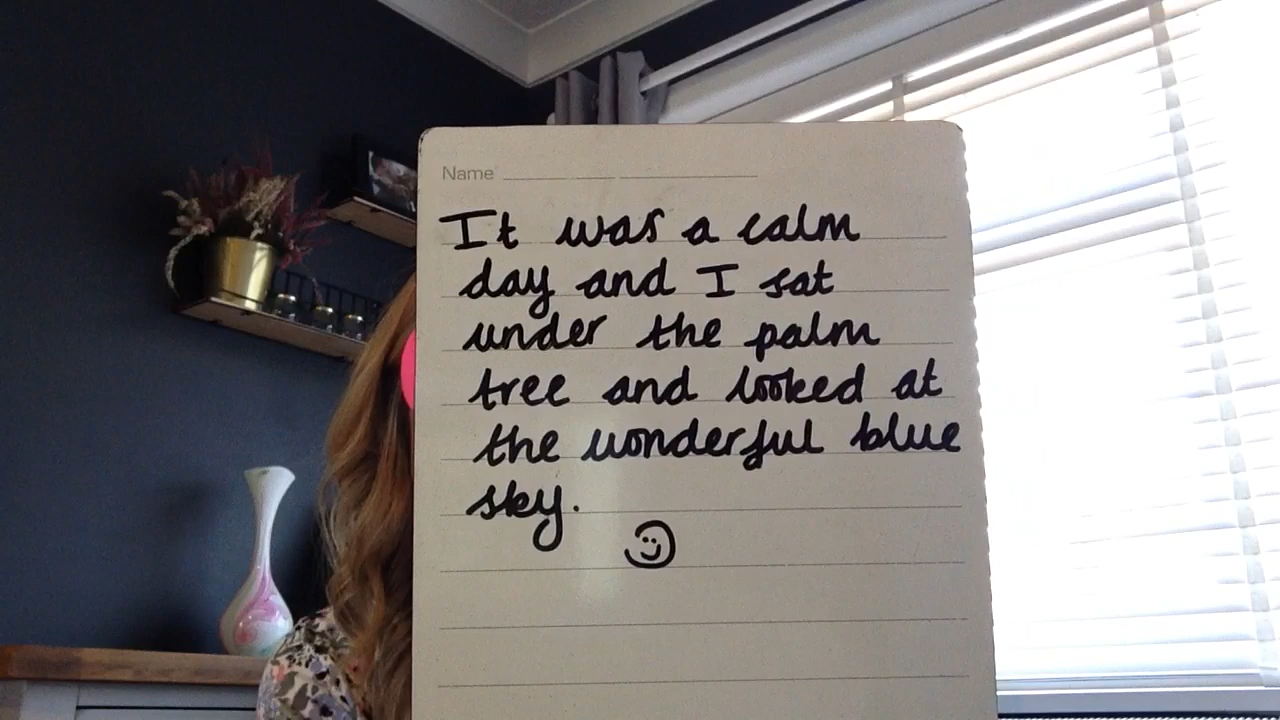 Name
It was a calm
day and I sat
under the palm
tree and looked at
the wonderful blue
sky.